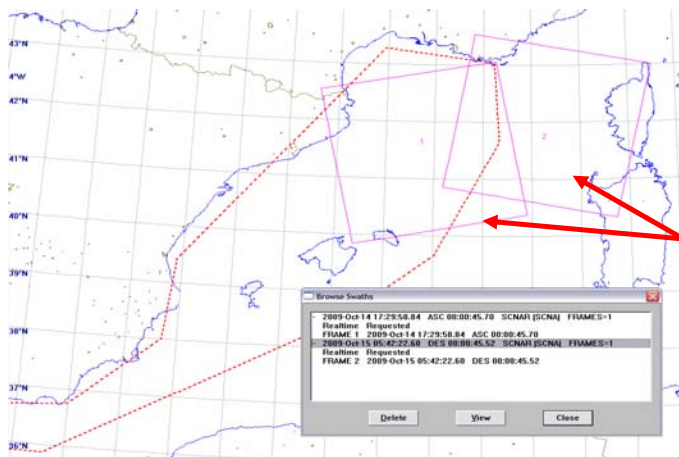 43°N
4°W
42°N
41°N
40°N
39°N
38°N
37°N
35°N
1
2
Browse Swaths
- 2009-Oct-14 17:29:58.84 ASC 00:00:45.70 SCNAR (SCNA) FRAMES=1
Realtime Requested
FRAME 1 2009-Oct-14 17:29:58.84 ASC 00:00:45.70
- 2009-Oct-15 05:42:22.60 DES 00:00:45.52 SCNAR (SCNA) FRAMES=1
Realtime Requested
FRAME 2 2009-Oct-15 05:42:22.60 DES 00:00:45.52
Delete View Close